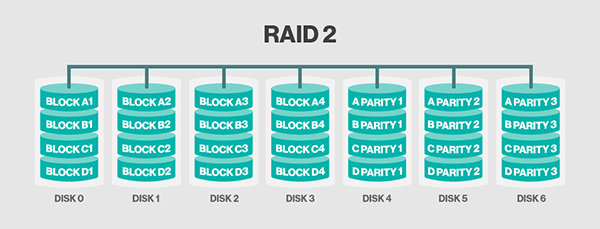 RAID 2
BLOCK A1 BLOCK A2 BLOCK A3 BLOCK A4 A PARITY 1 A PARITY 2 A PARITY 3
BLOCK B1 BLOCK B2 BLOCK B3 BLOCK B4 B PARITY 1 B PARITY 2 B PARITY 3
BLOCK C1 BLOCK C2 BLOCK C3 BLOCK C4 C PARITY 1 C PARITY 2 C PARITY 3
BLOCK D1 BLOCK D2 BLOCK D3 BLOCK D4 D PARITY 1 D PARITY 2 D PARITY 3
DISK 0 DISK 1 DISK 2 DISK 3 DISK 4 DISK 5 DISK 6